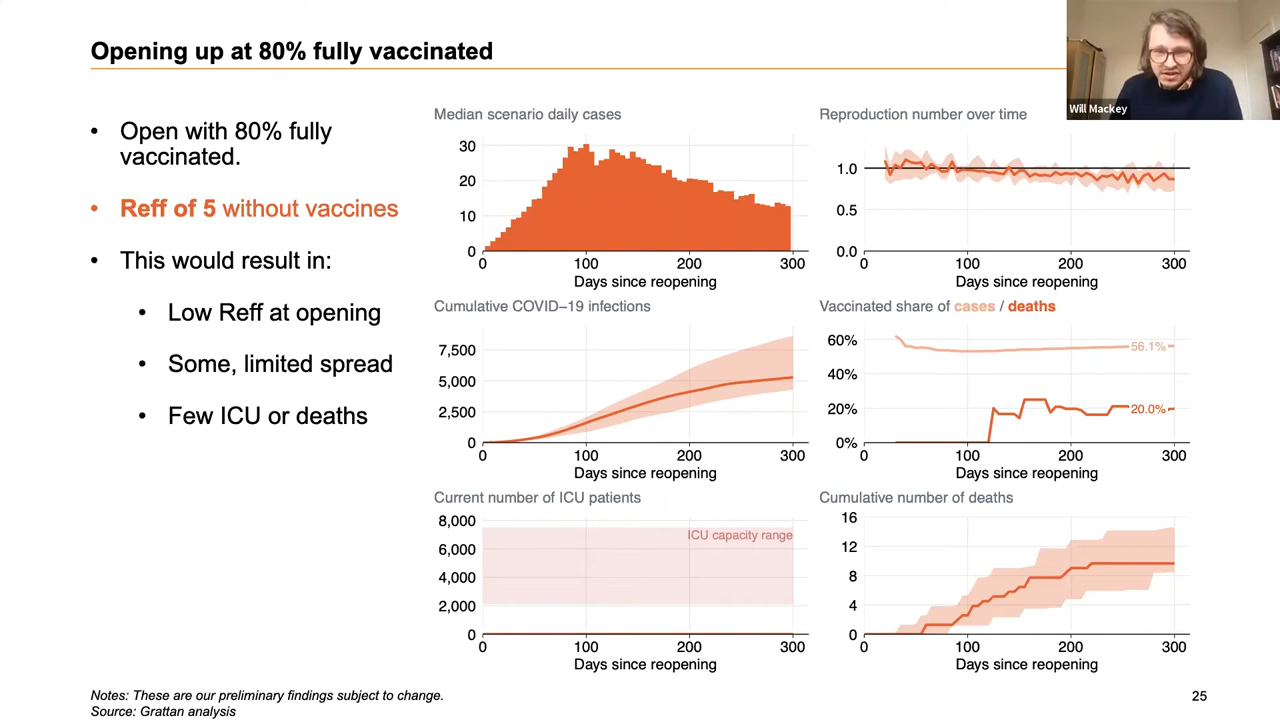 Opening up at 80% fully vaccinated
Will Mackey
• Open with 80% fully
vaccinated.
• Reff of 5 without vaccines
• This would result in:
• Low Reff at opening
• Some, limited spread
• Few ICU or deaths
Median scenario daily cases
30
20
10
0
0 100 200 300
Days since reopening
Reproduction number over time
1.0
0.5
0.0
0 100 200 300
Days since reopening
Cumulative COVID–19 infections
7,500
5,000
2,500
0
0 100 200 300
Days since reopening
Vaccinated share of cases / deaths
60%
40%
20%
0%
56.1%
20.0%
0 100 200 300
Days since reopening
Current number of ICU patients
8,000
6,000
4,000
2,000
0
ICU capacity range
0 100 200 300
Days since reopening
Cumulative number of deaths
16
12
8
4
0
0 100 200 300
Days since reopening
Notes: These are our preliminary findings subject to change.
Source: Grattan analysis
25